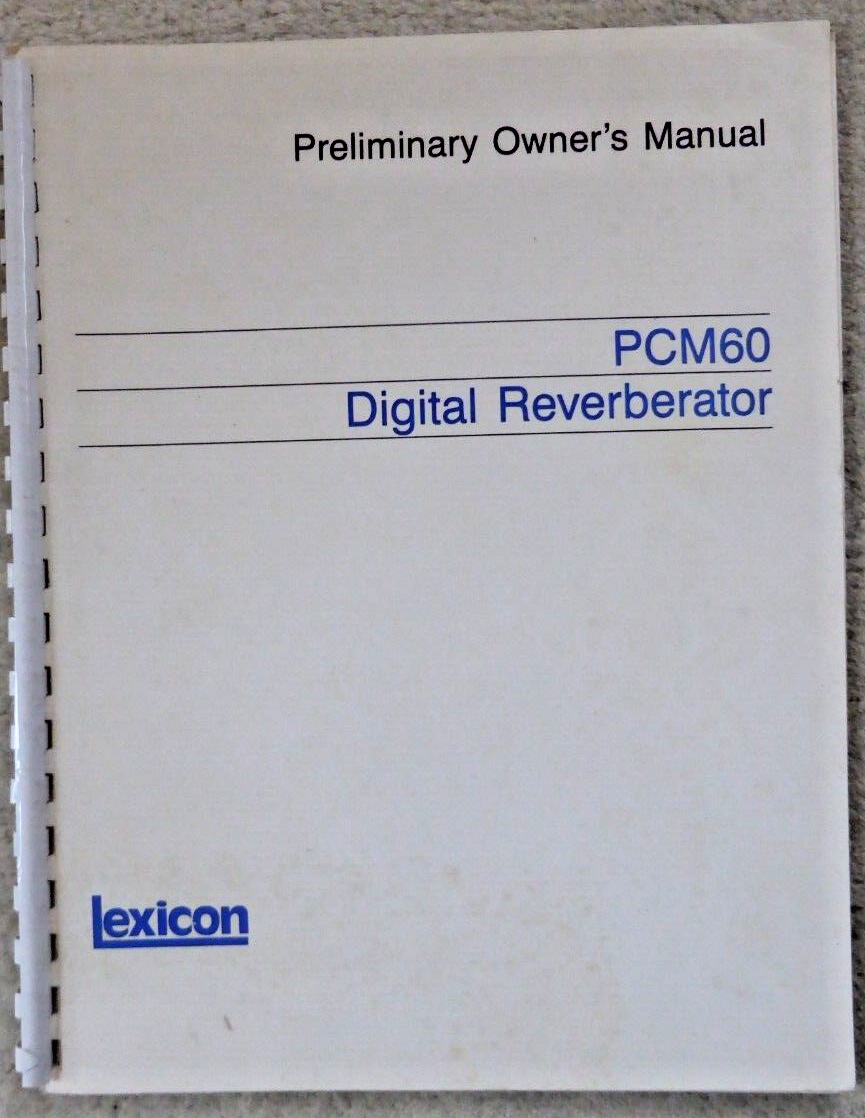 Preliminary Owner's Manual
PCM60
Digital Reverberator
lexicon